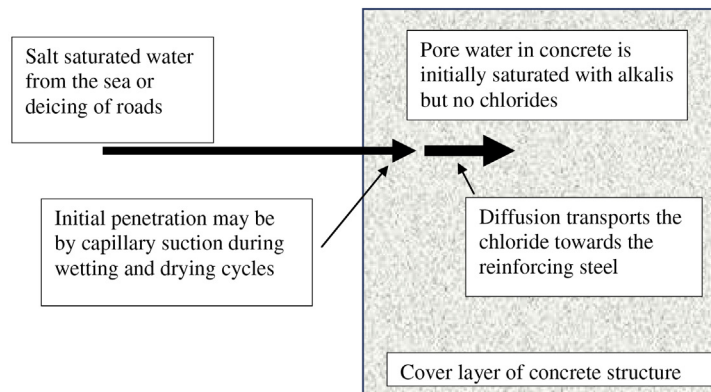 Salt saturated water
from the sea or
deicing of roads
Pore water in concrete is
initially saturated with alkalis
but no chlorides
Initial penetration may be
by capillary suction during
wetting and drying cycles
Diffusion transports the
chloride towards the
reinforcing steel
Cover layer of concrete structure